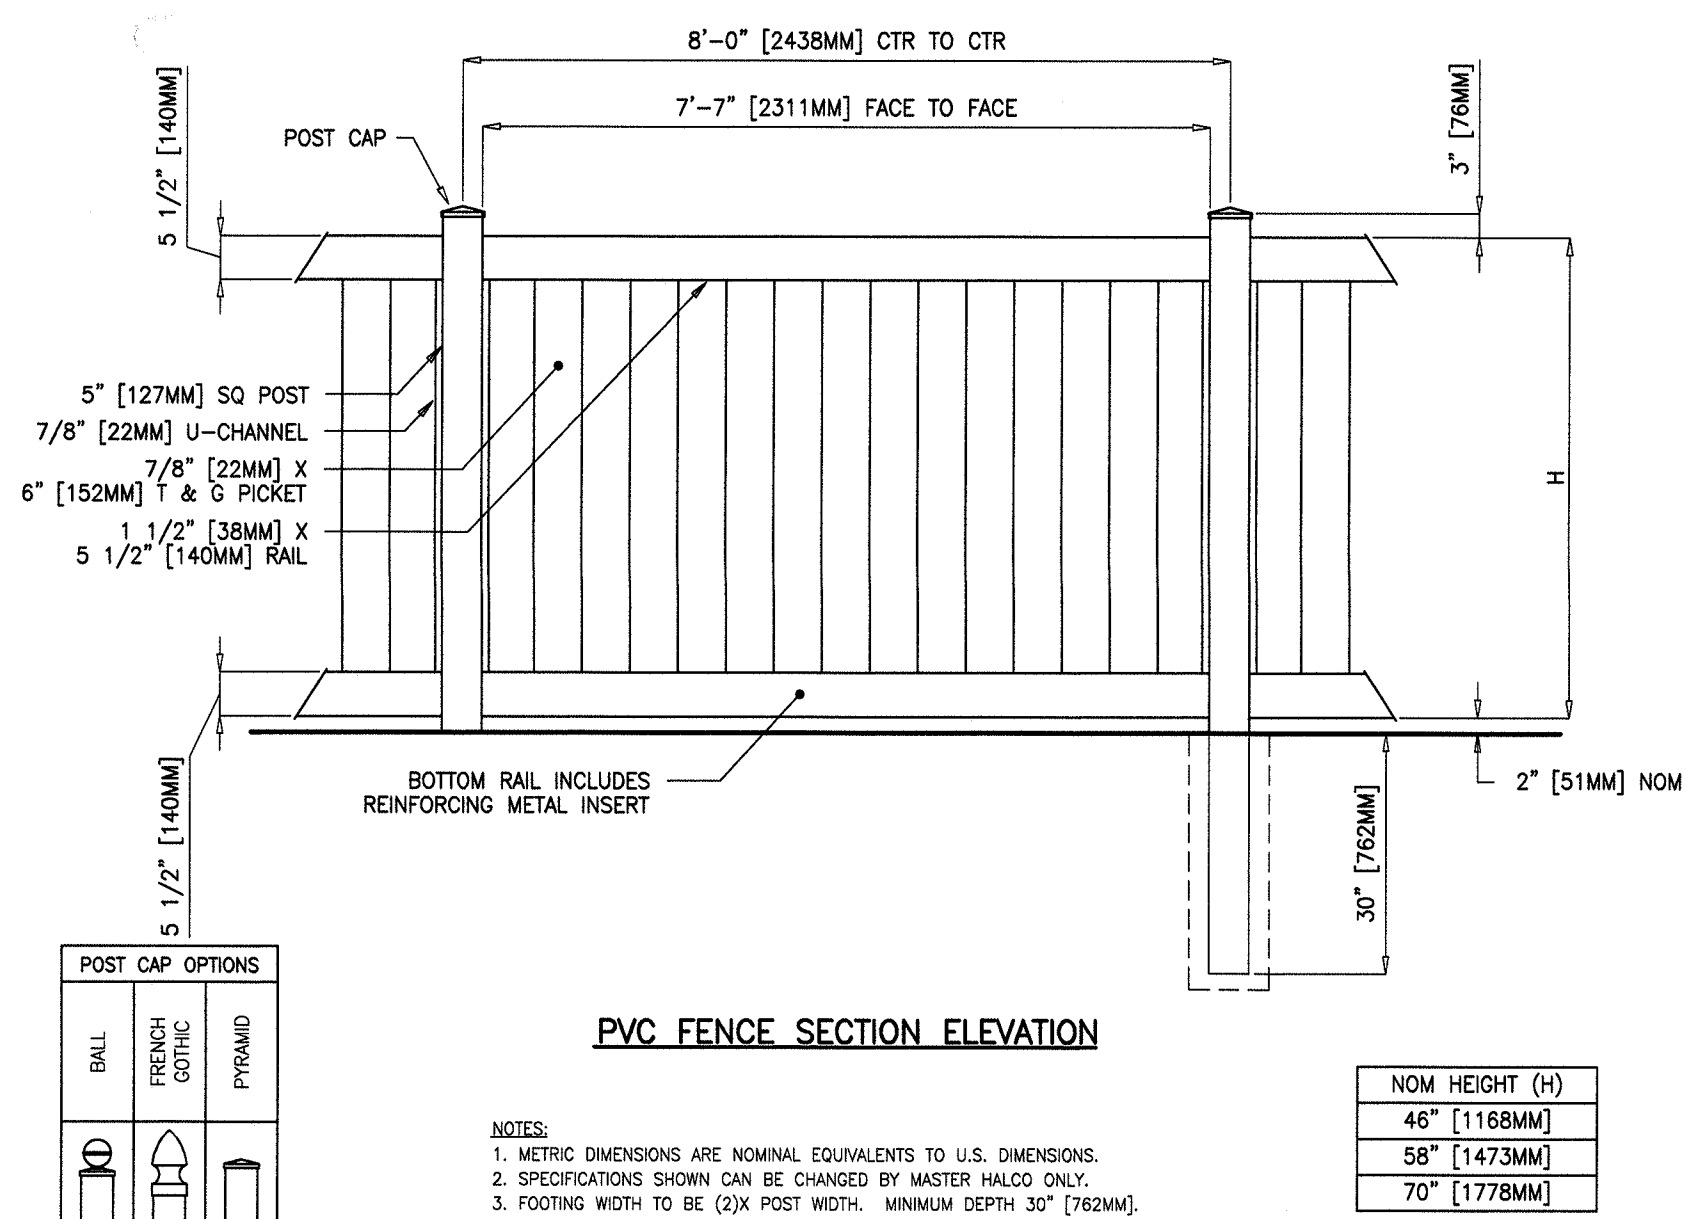 8'-0" [2438MM] CTR TO CTR
7'-7" [2311MM] FACE TO FACE
POST CAP
5 1/2" [140MM]
3" [76MM]
5" [127MM] SQ POST
7/8" [22MM] U-CHANNEL
7/8" [22MM] X
6" [152MM] T & G PICKET
1 1/2" [38MM] X
5 1/2" [140MM] RAIL
H
BOTTOM RAIL INCLUDES
REINFORCING METAL INSERT
2" [51MM] NOM
5 1/2" [140MM]
30" [762MM]
POST CAP OPTIONS
BALL
FRENCH
GOTHIC
PYRAMID
PVC FENCE SECTION ELEVATION
NOTES:
1. METRIC DIMENSIONS ARE NOMINAL EQUIVALENTS TO U.S. DIMENSIONS.
2. SPECIFICATIONS SHOWN CAN BE CHANGED BY MASTER HALCO ONLY.
3. FOOTING WIDTH TO BE (2)X POST WIDTH. MINIMUM DEPTH 30" [762MM].
NOM HEIGHT (H)
46" [1168MM]
58" [1473MM]
70" [1778MM]